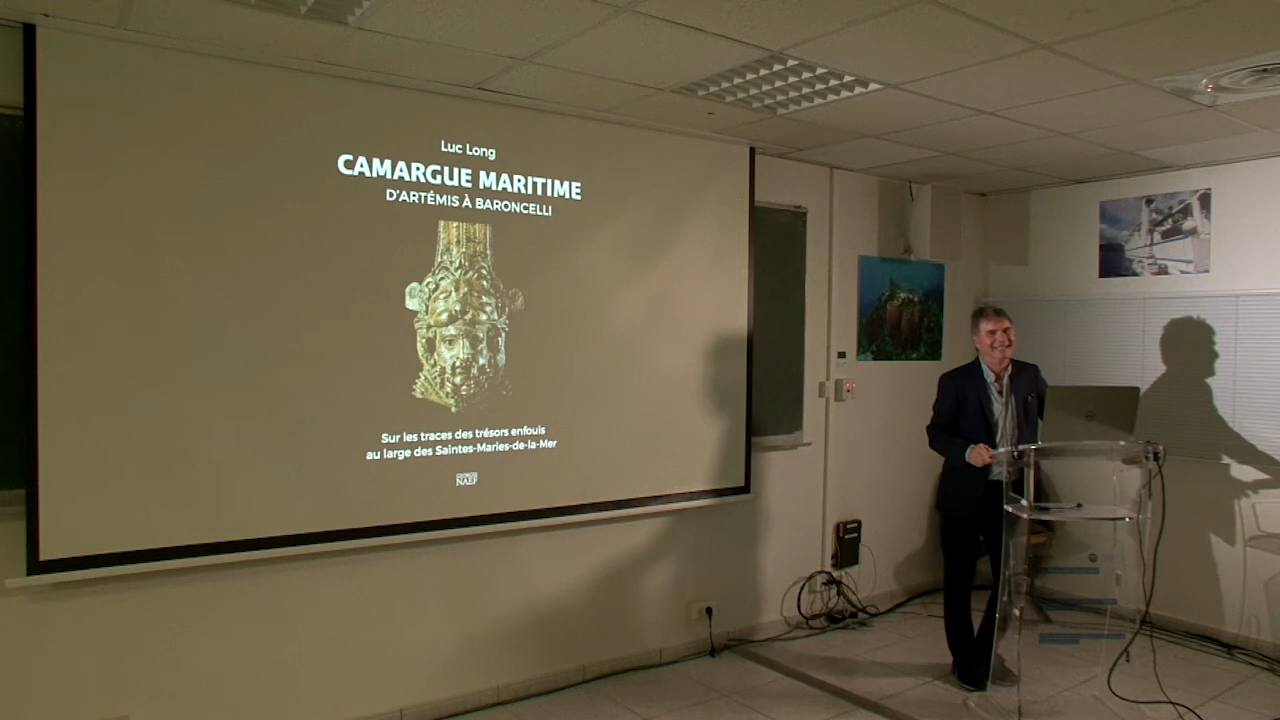 Luc Long
CAMARGUE MARITIME
D'ARTÉMIS À BARONCELLI
Sur les traces des trésors enfouis
au large des Saintes-Maries-de-la-Mer
GEORGES
NAEF